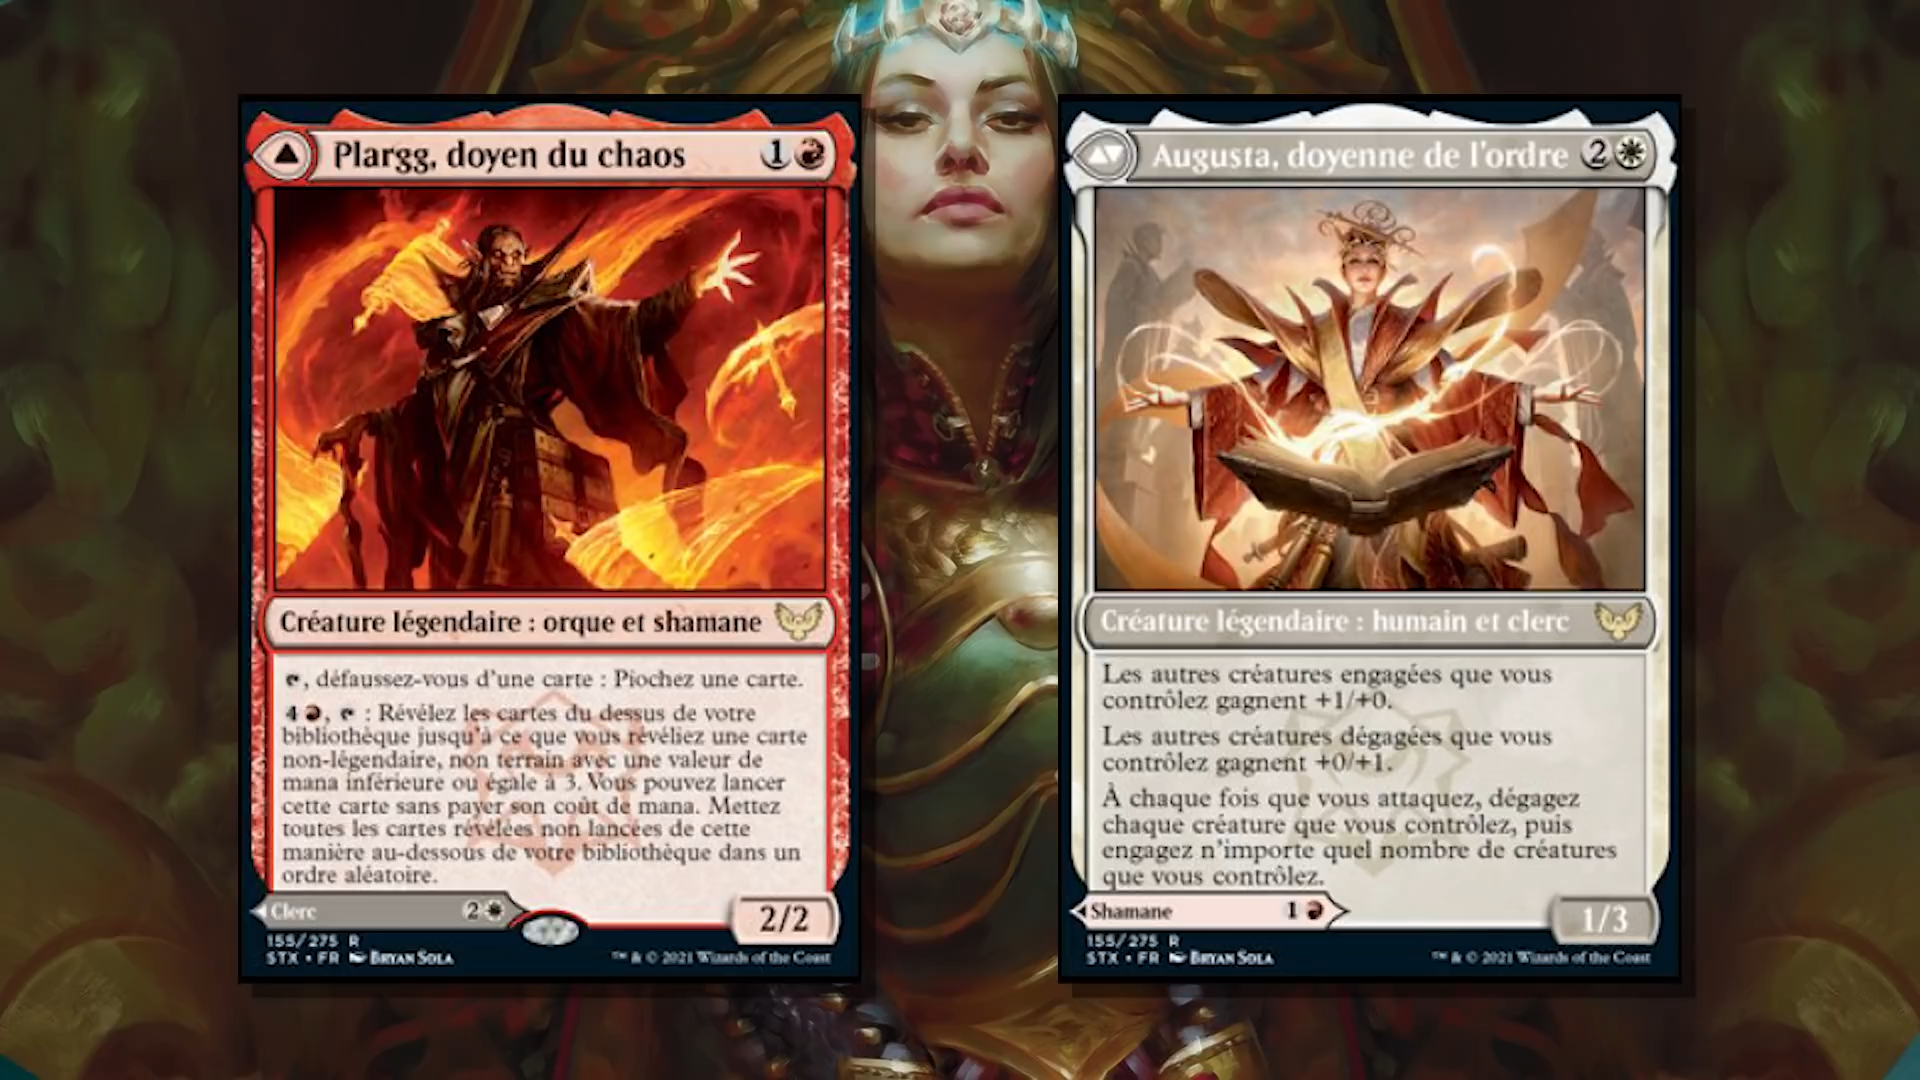 Plargg, doyen du chaos 1
Créature légendaire : orque et shamane
, défaussez-vous d'une carte : Piochez une carte.
4 , : Révélez les cartes du dessus de votre
bibliothèque jusqu'à ce que vous révéliez une carte
non-légendaire, non terrain avec une valeur de
mana inférieure ou égale à 3. Vous pouvez lancer
cette carte sans payer son coût de mana. Mettez
toutes les cartes révélées non lancées de cette
manière au-dessous de votre bibliothèque dans un
ordre aléatoire.
Clerc 2
2/2
155/275 R
STX • FR Bryan Sola
™ & © 2021 Wizards of the Coast
Augusta, doyenne de l'ordre 2
Créature légendaire : humain et clerc
Les autres créatures engagées que vous
contrôlez gagnent +1/+0.
Les autres créatures dégagées que vous
contrôlez gagnent +0/+1.
À chaque fois que vous attaquez, dégagez
chaque créature que vous contrôlez, puis
engagez n'importe quel nombre de créatures
que vous contrôlez.
Shamane 1
1/3
155/275 R
STX • FR Bryan Sola
™ & © 2021 Wizards of the Coast